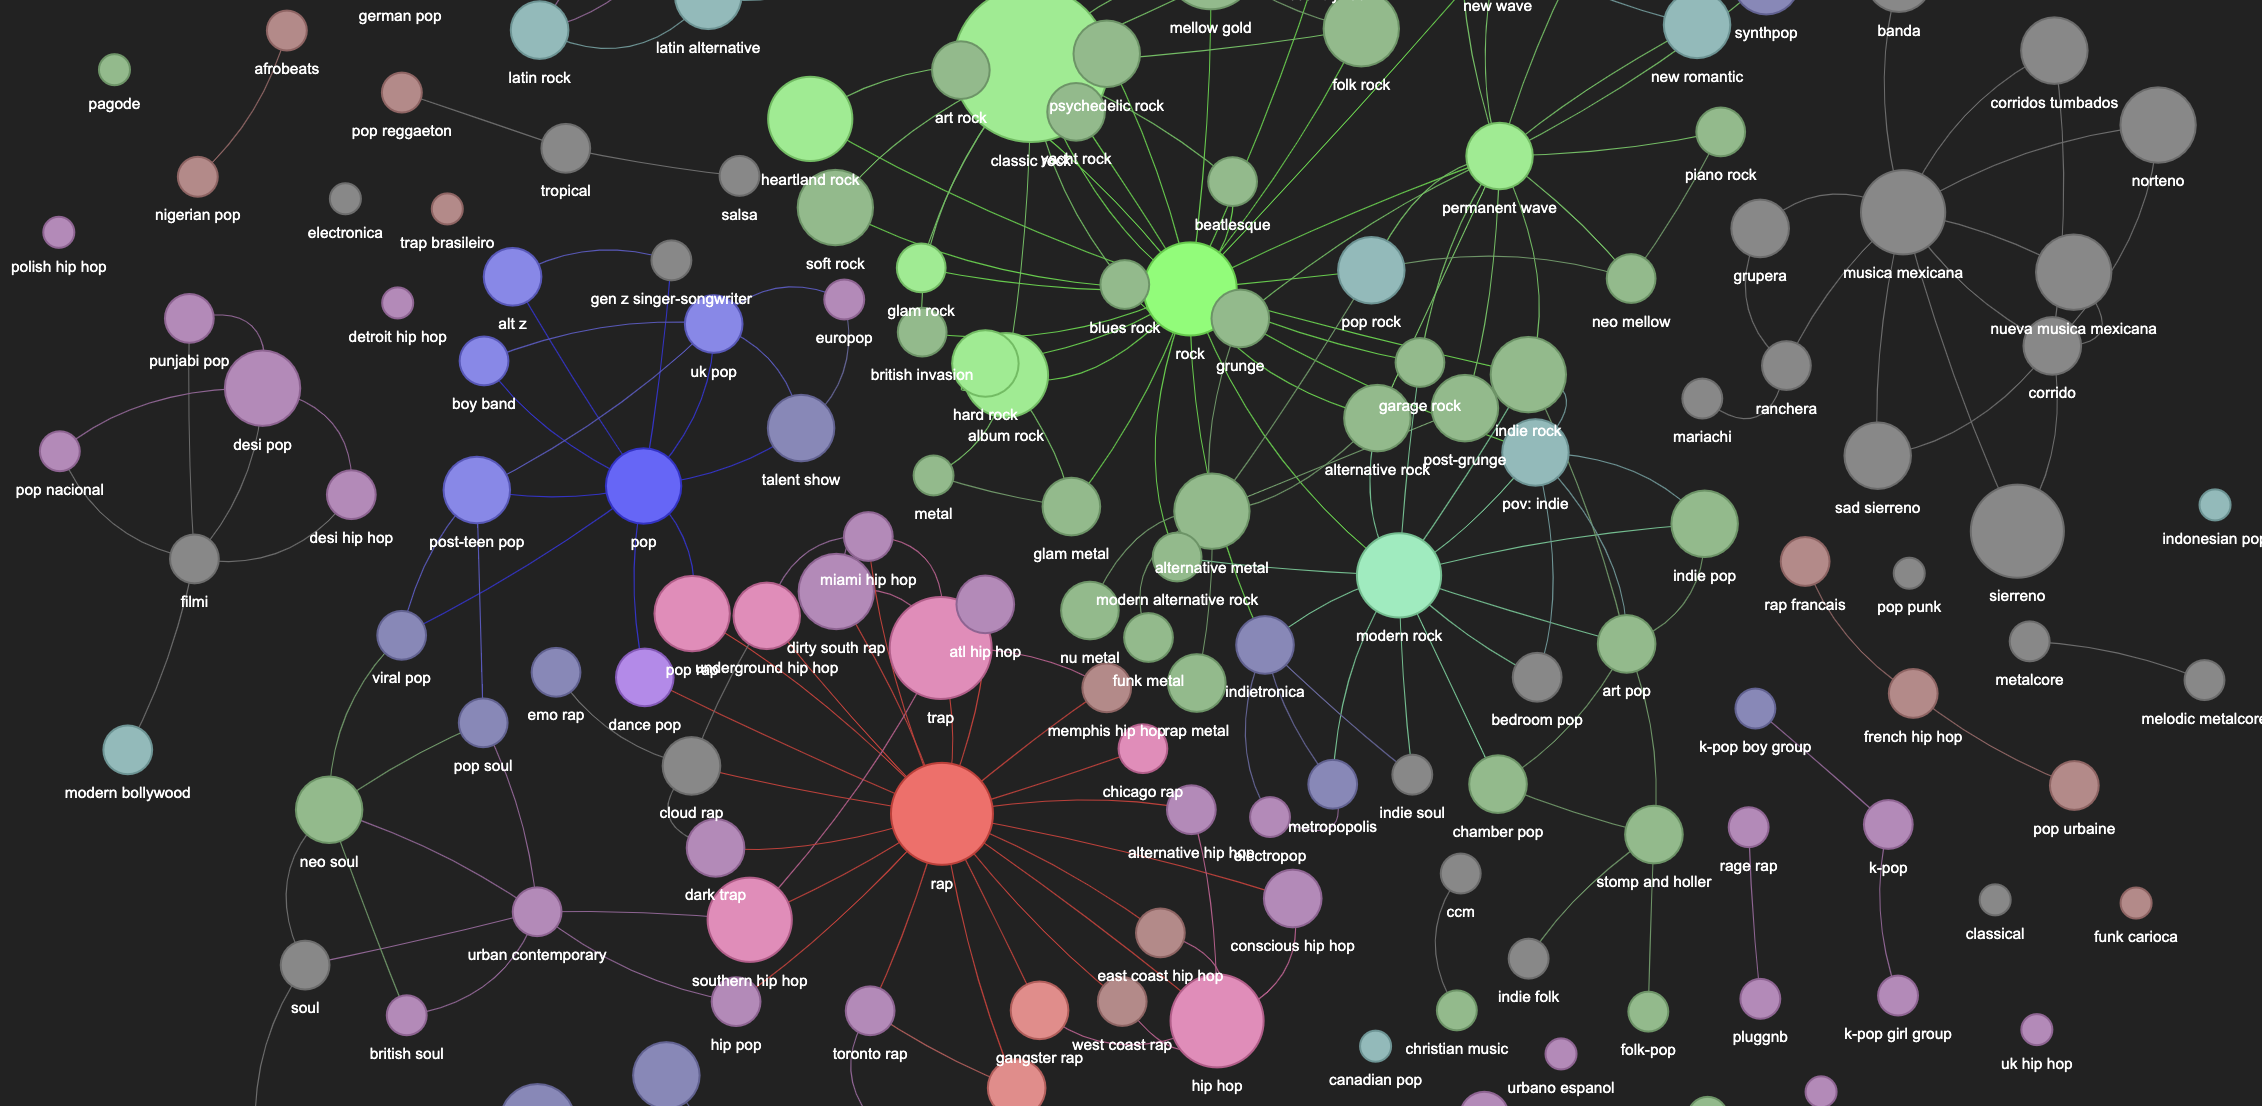 german pop
new wave
mellow gold
banda
synthpop
latin alternative
afrobeats
latin rock
new romantic
folk rock
pagode
psychedelic rock
corridos tumbados
art rock
pop reggaeton
classic rock
yacht rock
piano rock
heartland rock
norteno
tropical
permanent wave
salsa
nigerian pop
beatlesque
electronica
trap brasileiro
soft rock
polish hip hop
musica mexicana
grupera
gen z singer-songwriter
glam rock
alt z
pop rock
neo mellow
blues rock
nueva musica mexicana
detroit hip hop
europop
rock
punjabi pop
grunge
uk pop
british invasion
corrido
boy band
garage rock
ranchera
hard rock
indie rock
album rock
mariachi
desi pop
post-grunge
alternative rock
talent show
pop nacional
pov: indie
sad sierreno
metal
desi hip hop
indonesian pop
post-teen pop
pop
glam metal
alternative metal
indie pop
miami hip hop
sierreno
modern alternative rock
filmi
rap francais
pop punk
modern rock
dirty south rap
atl hip hop
nu metal
pop rap
underground hip hop
viral pop
funk metal
metalcore
art pop
indietronica
emo rap
trap
bedroom pop
melodic metalcore
dance pop
memphis hip hop
rap metal
french hip hop
k-pop boy group
pop soul
modern bollywood
chicago rap
cloud rap
indie soul
metropopolis
pop urbaine
chamber pop
alternative hip hop
electropop
neo soul
rage rap
k-pop
stomp and holler
rap
dark trap
ccm
classical
funk carioca
conscious hip hop
urban contemporary
east coast hip hop
southern hip hop
indie folk
soul
pluggnb
k-pop girl group
hip pop
west coast rap
christian music
folk-pop
british soul
toronto rap
gangster rap
uk hip hop
canadian pop
hip hop
urbano espanol